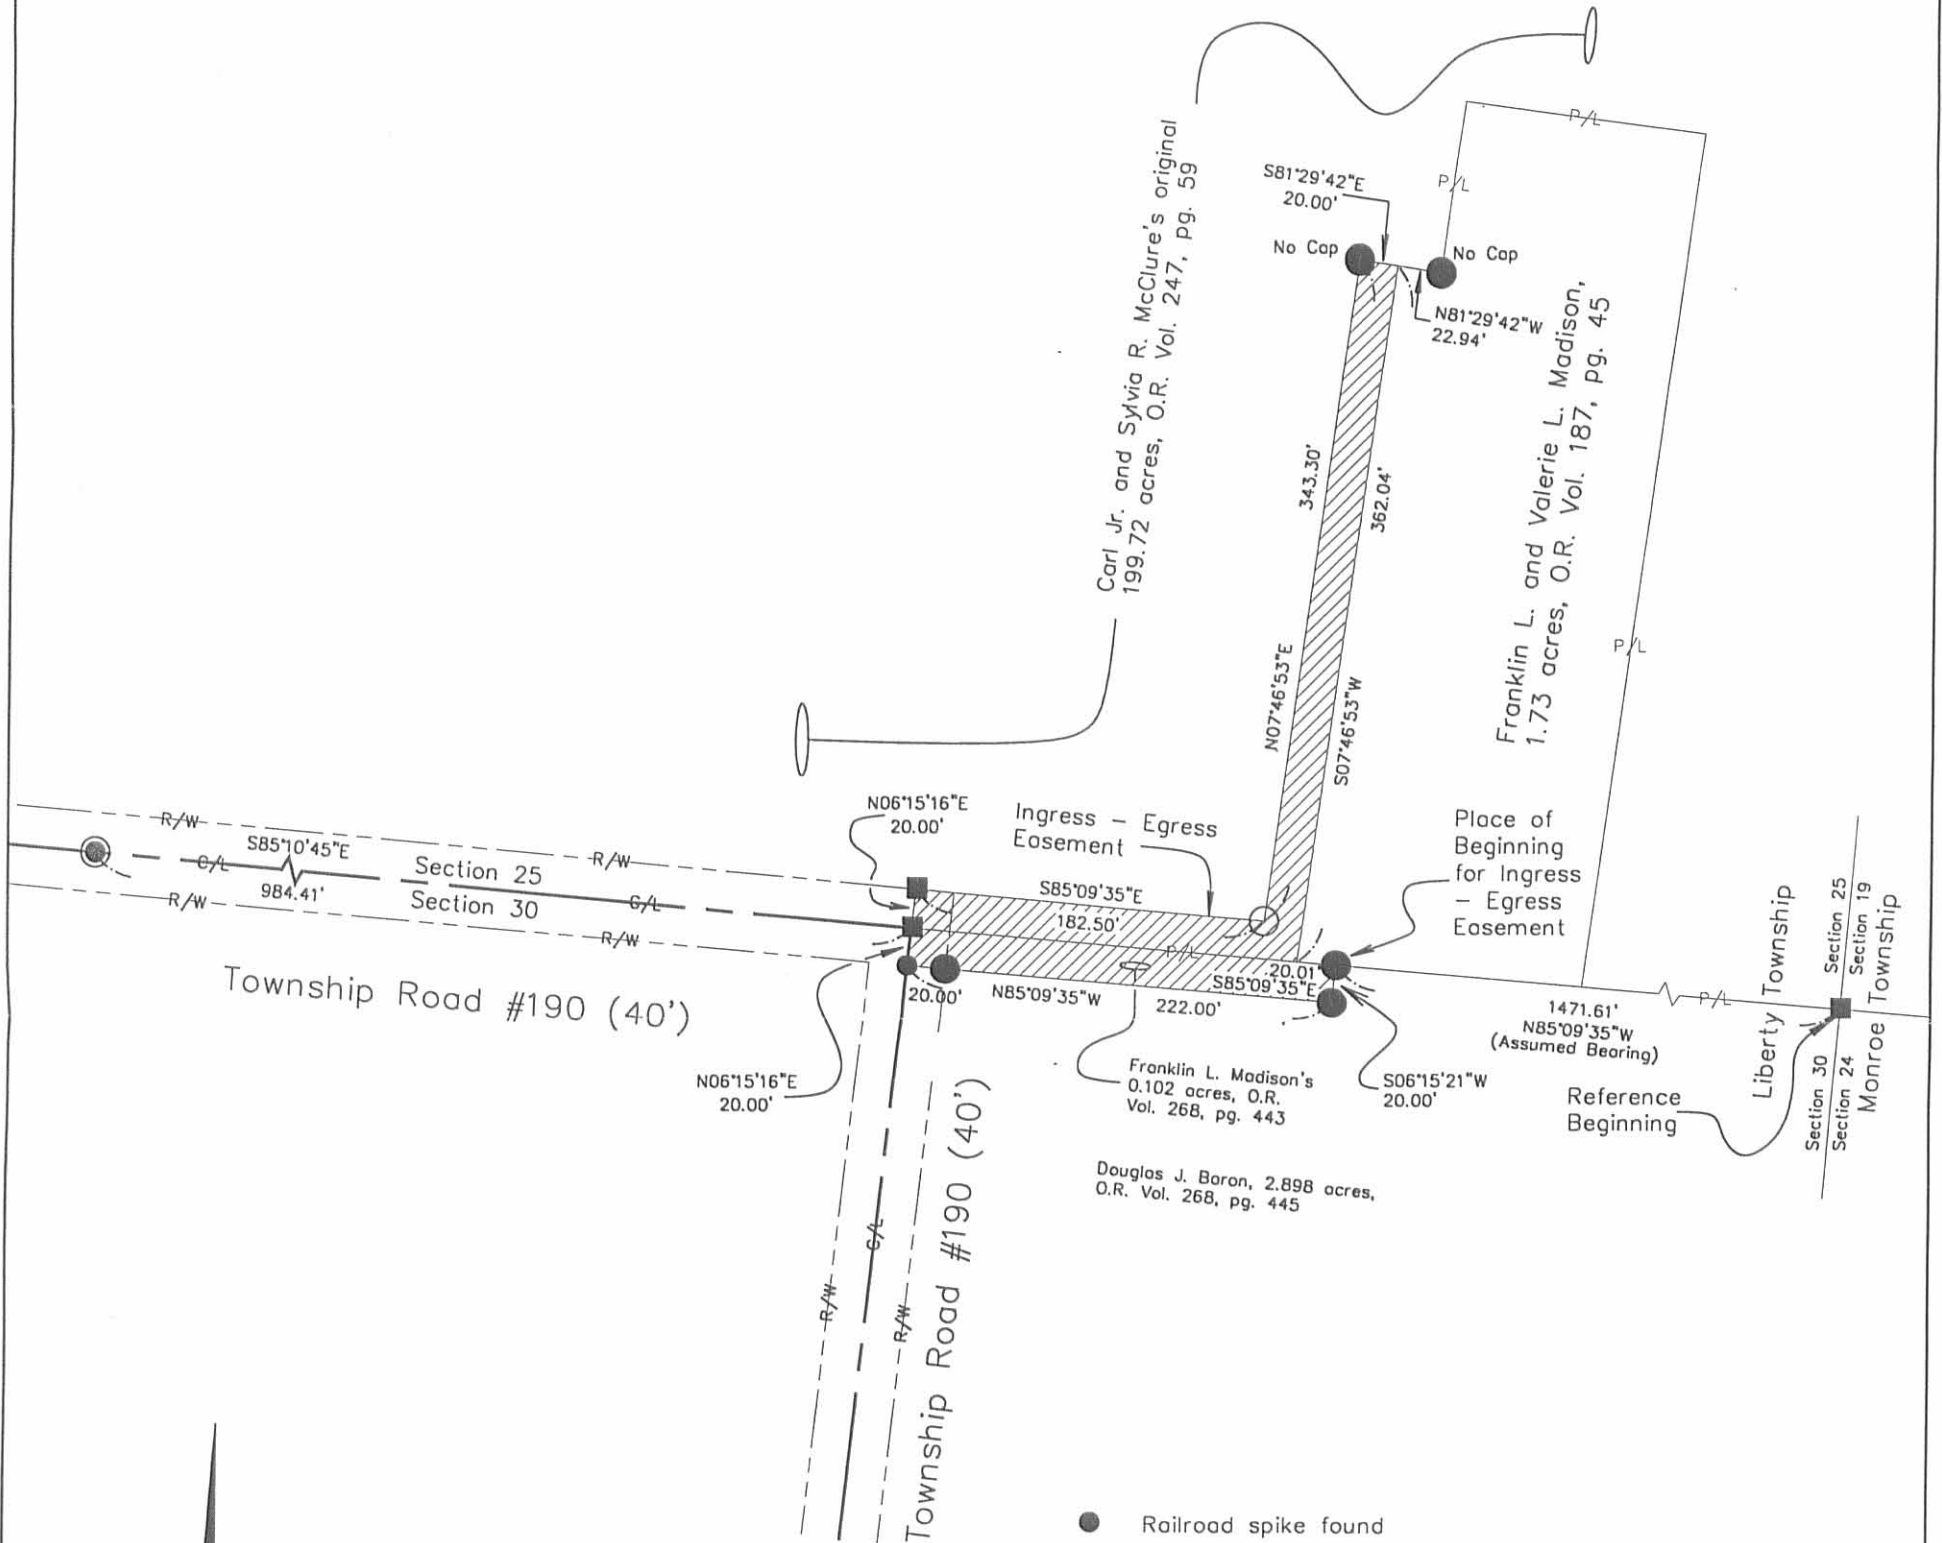 Carl Jr. and Sylvia R. McClure's original
199.72 acres, O.R. Vol. 247, pg. 59
P/L
P/L
S81°29'42"E
20.00'
No Cap
No Cap
N81°29'42"W
22.94'
Franklin L. and Valerie L. Madison,
1.73 acres, O.R. Vol. 187, pg. 45
343.30'
362.04'
N07°46'53"E
S07°46'53"W
P/L
R/W
S85°10'45"E
C/L
984.41'
R/W
Section 25
Section 30
R/W
C/L
R/W
Township Road #190 (40')
N06°15'16"E
20.00'
Ingress – Egress
Easement
S85°09'35"E
182.50'
P/L
Place of
Beginning
for Ingress
– Egress
Easement
20.01'
S85°09'35"E
20.00'
N85°09'35"W
222.00'
N06°15'16"E
20.00'
Franklin L. Madison's
0.102 acres, O.R.
Vol. 268, pg. 443
S06°15'21"W
20.00'
Douglas J. Baron, 2.898 acres,
O.R. Vol. 268, pg. 445
P/L
1471.61'
N85°09'35"W
(Assumed Bearing)
Reference
Beginning
Liberty Township
Section 25
Section 19
Monroe Township
Section 30
Section 24
C/L
R/W
R/W
Township Road #190 (40')
Railroad spike found